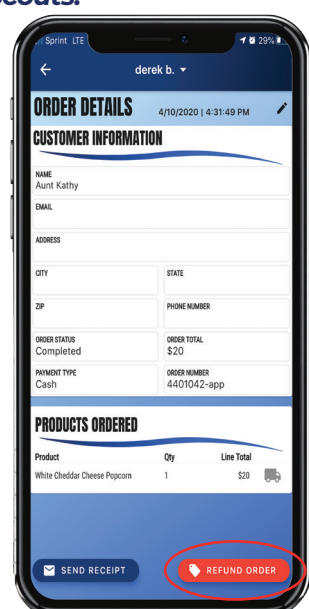 Sprint LTE 29%
derek b.
ORDER DETAILS 4/10/2020 | 4:31:49 PM
CUSTOMER INFORMATION
NAME
Aunt Kathy
EMAIL
ADDRESS
CITY STATE
ZIP PHONE NUMBER
ORDER STATUS ORDER TOTAL
Completed $20
PAYMENT TYPE ORDER NUMBER
Cash 4401042-app
PRODUCTS ORDERED
Product Qty Line Total
White Cheddar Cheese Popcorn 1 $20
SEND RECEIPT REFUND ORDER